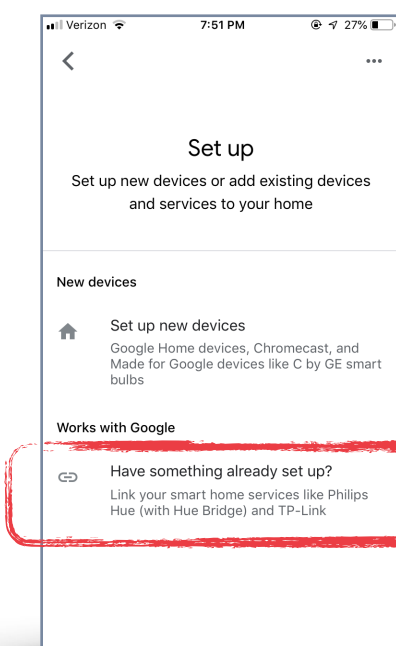 Verizon 7:51 PM 27%
Set up
Set up new devices or add existing devices
and services to your home
New devices
Set up new devices
Google Home devices, Chromecast, and
Made for Google devices like C by GE smart
bulbs
Works with Google
Have something already set up?
Link your smart home services like Philips
Hue (with Hue Bridge) and TP-Link